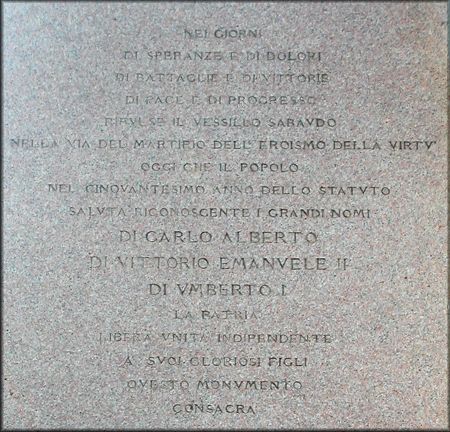 NEI GIORNI
DI SPERANZE E DI DOLORI
DI BATTAGLIE E DI VITTORIE
DI PACE E DI PROGRESSO
RIFVLSE IL VESSILLO SABAVDO
NELLA VIA DEL MARTIRIO DELL'EROISMO DELLA VIRTV'
OGGI CHE IL POPOLO
NEL CINQVANTESIMO ANNO DELLO STATVTO
SALVTA RICONOSCENTE I GRANDI NOMI
DI CARLO ALBERTO
DI VITTORIO EMANVELE II
DI VMBERTO I
LA PATRIA
LIBERA VNITA INDIPENDENTE
A SVOI GLORIOSI FIGLI
QVESTO MONVMENTO
CONSACRA